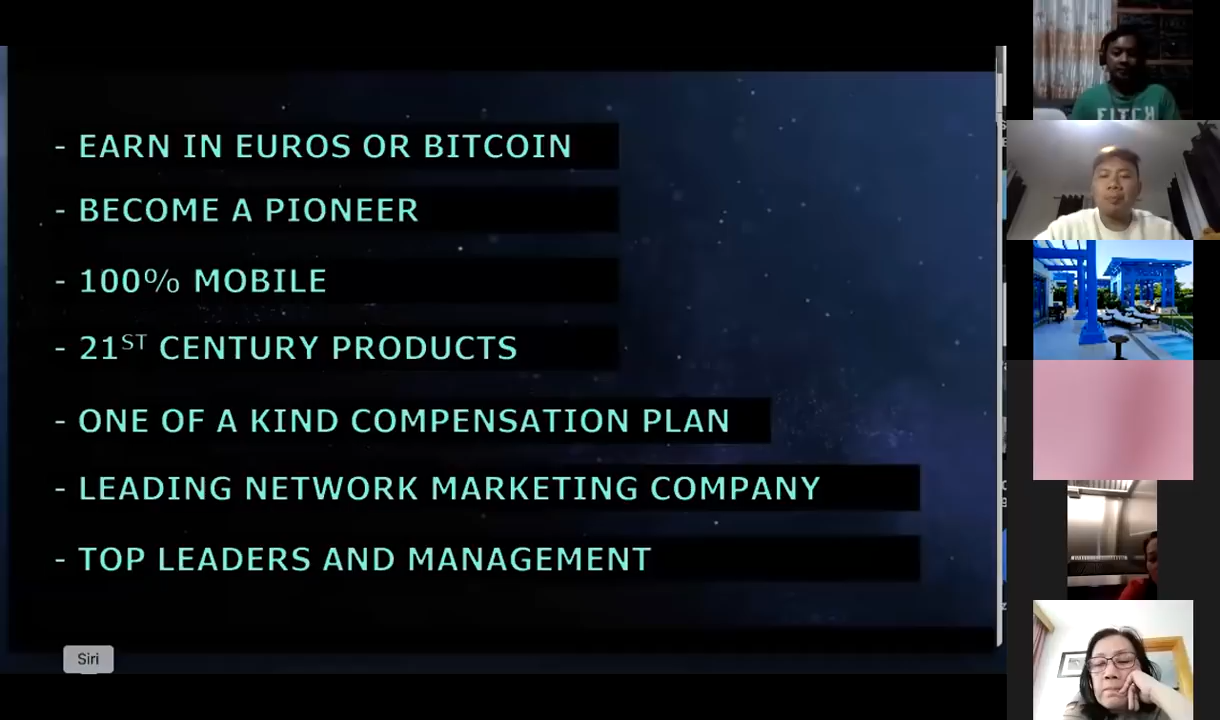 - EARN IN EUROS OR BITCOIN
- BECOME A PIONEER
- 100% MOBILE
- 21ST CENTURY PRODUCTS
- ONE OF A KIND COMPENSATION PLAN
- LEADING NETWORK MARKETING COMPANY
- TOP LEADERS AND MANAGEMENT
Siri
FITCH